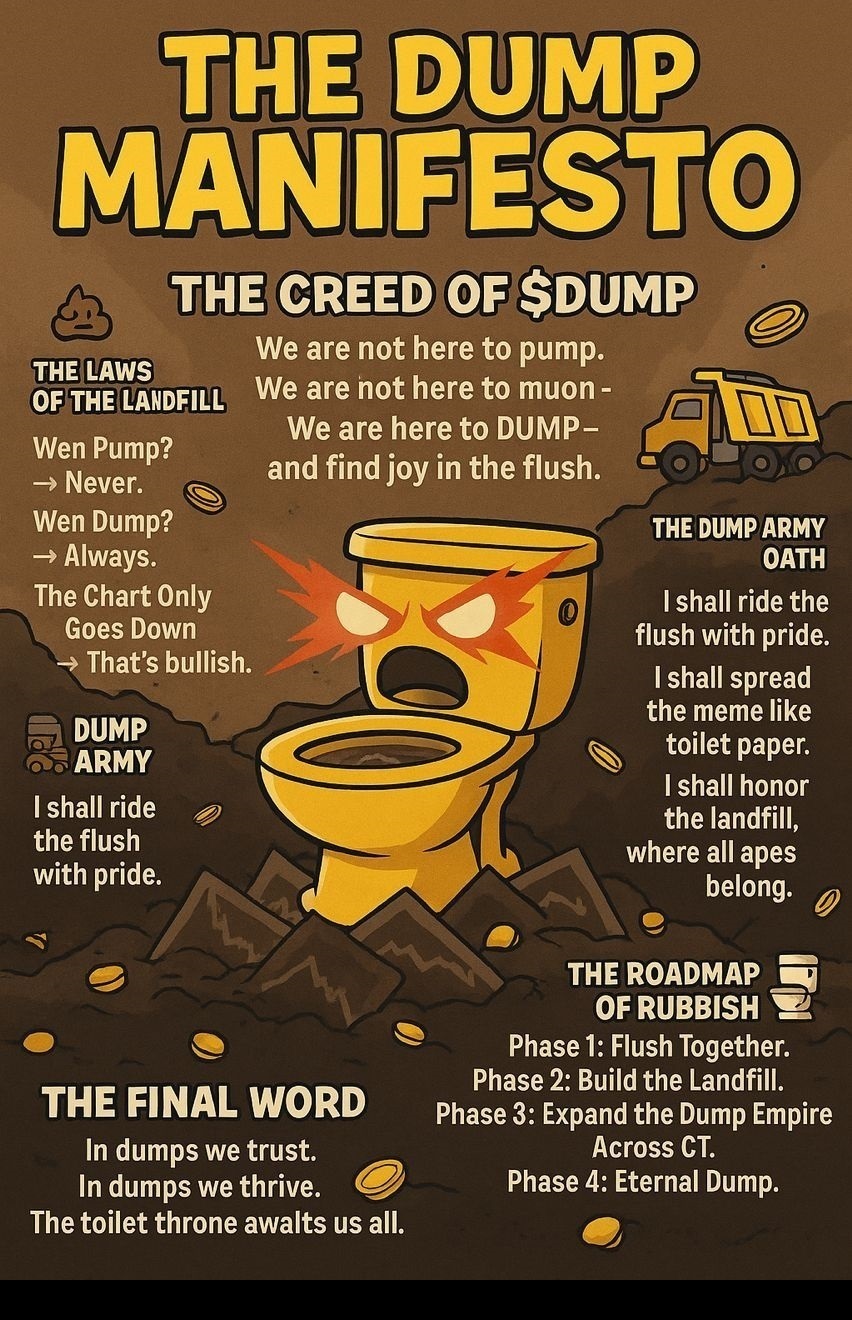 THE DUMP
MANIFESTO
THE CREED OF $DUMP
We are not here to pump.
We are not here to muon -
We are here to DUMP–
and find joy in the flush.
THE LAWS
OF THE LANDFILL
Wen Pump?
→ Never.
Wen Dump?
→ Always.
The Chart Only
Goes Down
→ That's bullish.
DUMP
ARMY
I shall ride
the flush
with pride.
THE DUMP ARMY
OATH
I shall ride the
flush with pride.
I shall spread
the meme like
toilet paper.
I shall honor
the landfill,
where all apes
belong.
THE ROADMAP
OF RUBBISH
Phase 1: Flush Together.
Phase 2: Build the Landfill.
Phase 3: Expand the Dump Empire
Across CT.
Phase 4: Eternal Dump.
THE FINAL WORD
In dumps we trust.
In dumps we thrive.
The toilet throne awalts us all.